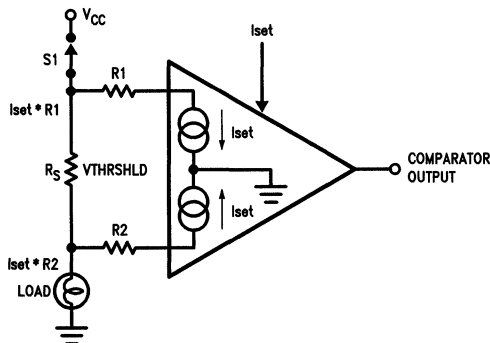 VCC
Iset
S1
R1
Iset * R1
Iset
RS
VTHRSHLD
COMPARATOR
OUTPUT
Iset
R2
Iset * R2
LOAD